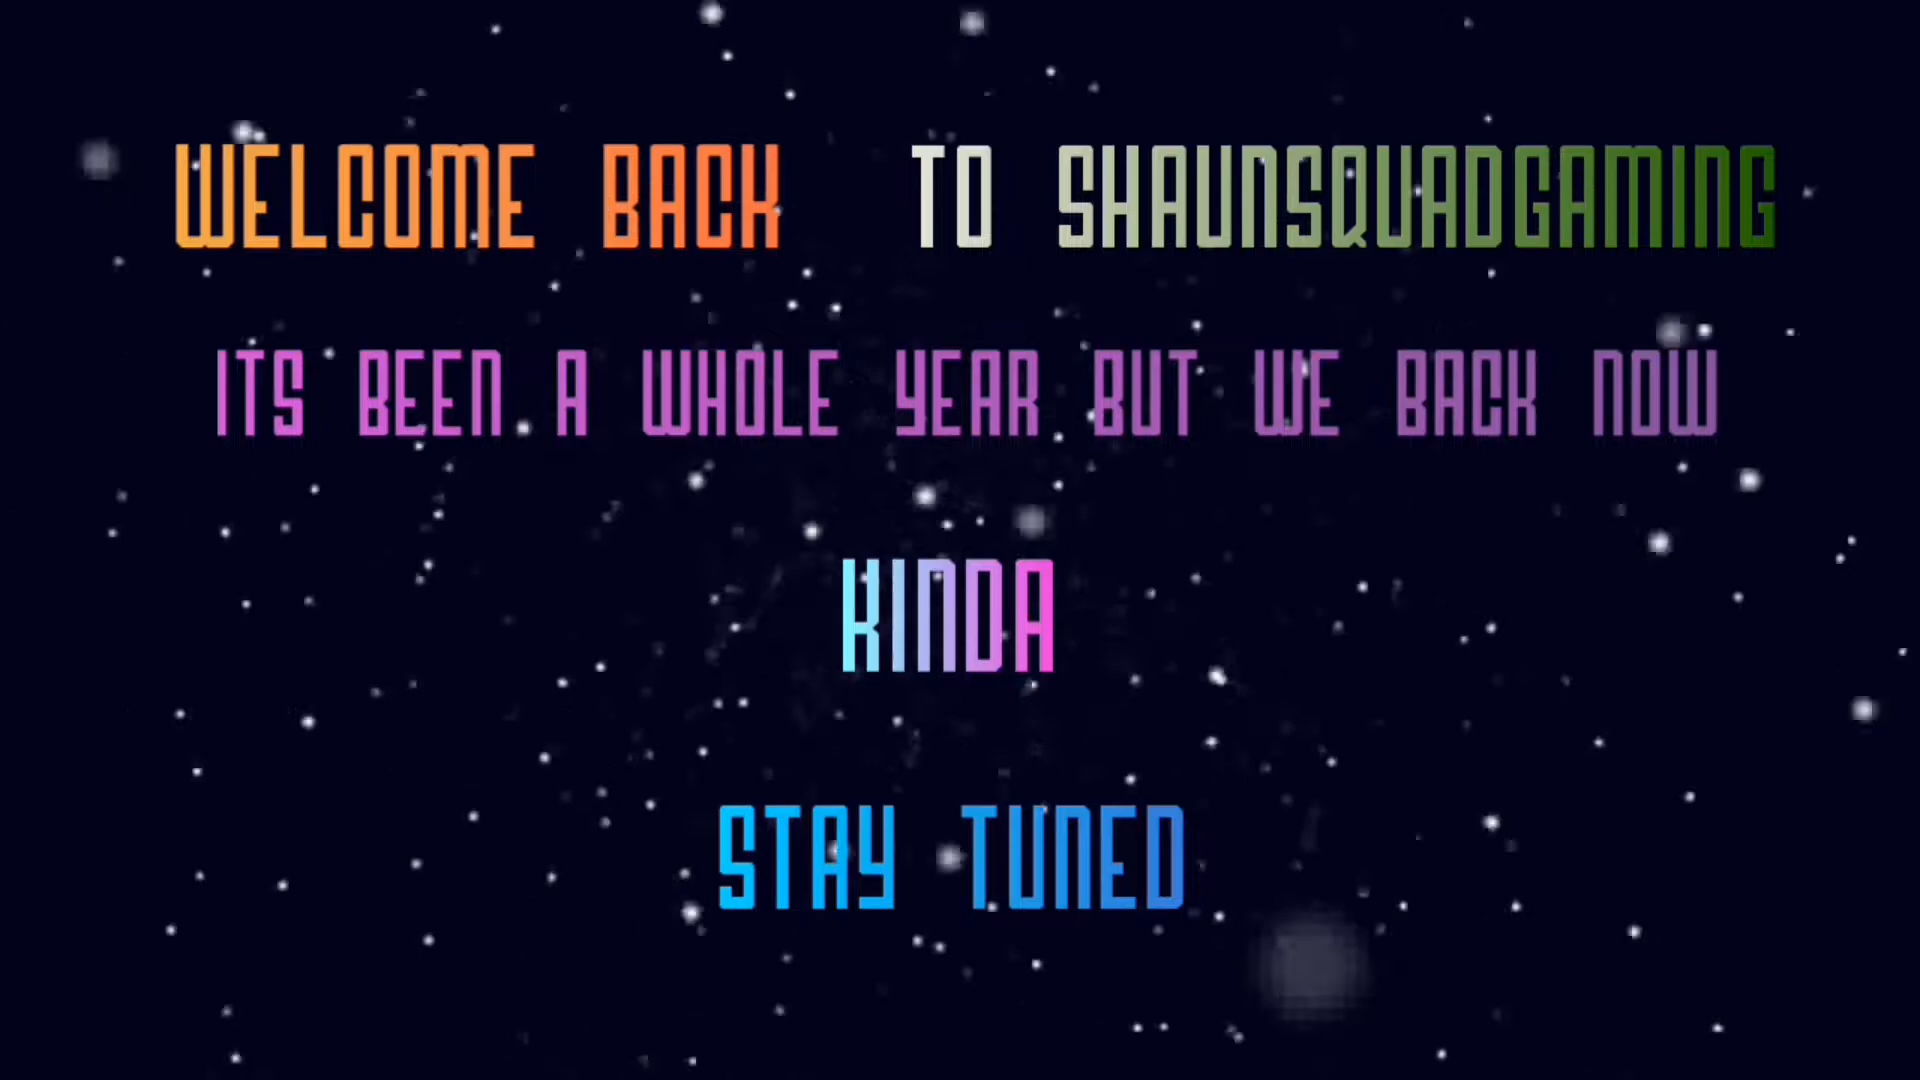 WELCOME BACK TO SHAUNSQUADGAMING
ITS BEEN A WHOLE YEAR BUT WE BACK NOW
KINDA
STAY TUNED